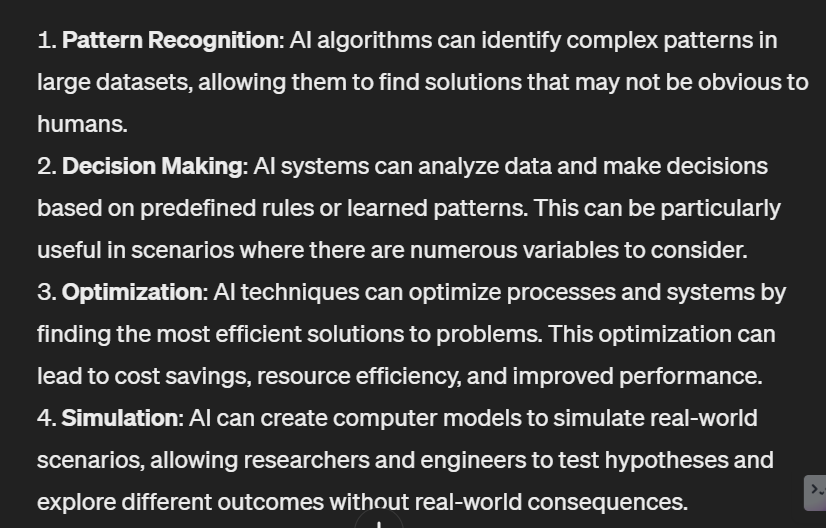 1. Pattern Recognition: AI algorithms can identify complex patterns in
large datasets, allowing them to find solutions that may not be obvious to
humans.
2. Decision Making: AI systems can analyze data and make decisions
based on predefined rules or learned patterns. This can be particularly
useful in scenarios where there are numerous variables to consider.
3. Optimization: AI techniques can optimize processes and systems by
finding the most efficient solutions to problems. This optimization can
lead to cost savings, resource efficiency, and improved performance.
4. Simulation: AI can create computer models to simulate real-world
scenarios, allowing researchers and engineers to test hypotheses and
explore different outcomes without real-world consequences.